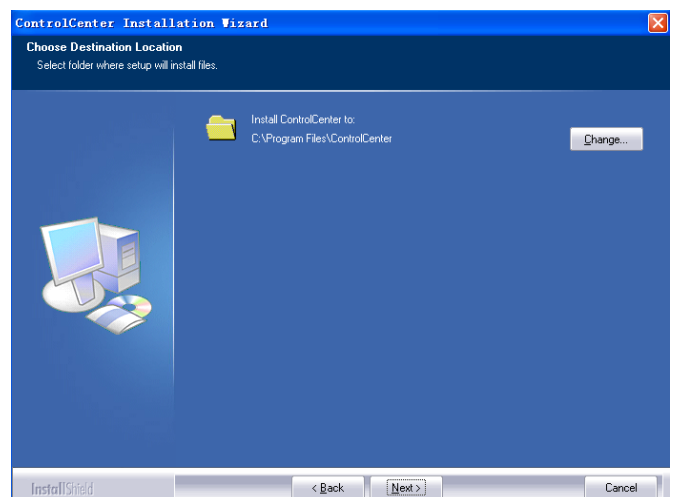 ControlCenter Installation Wizard
Choose Destination Location
Select folder where setup will install files.
Install ControlCenter to:
C:\Program Files\ControlCenter
Change...
InstallShield
< Back
Next >
Cancel